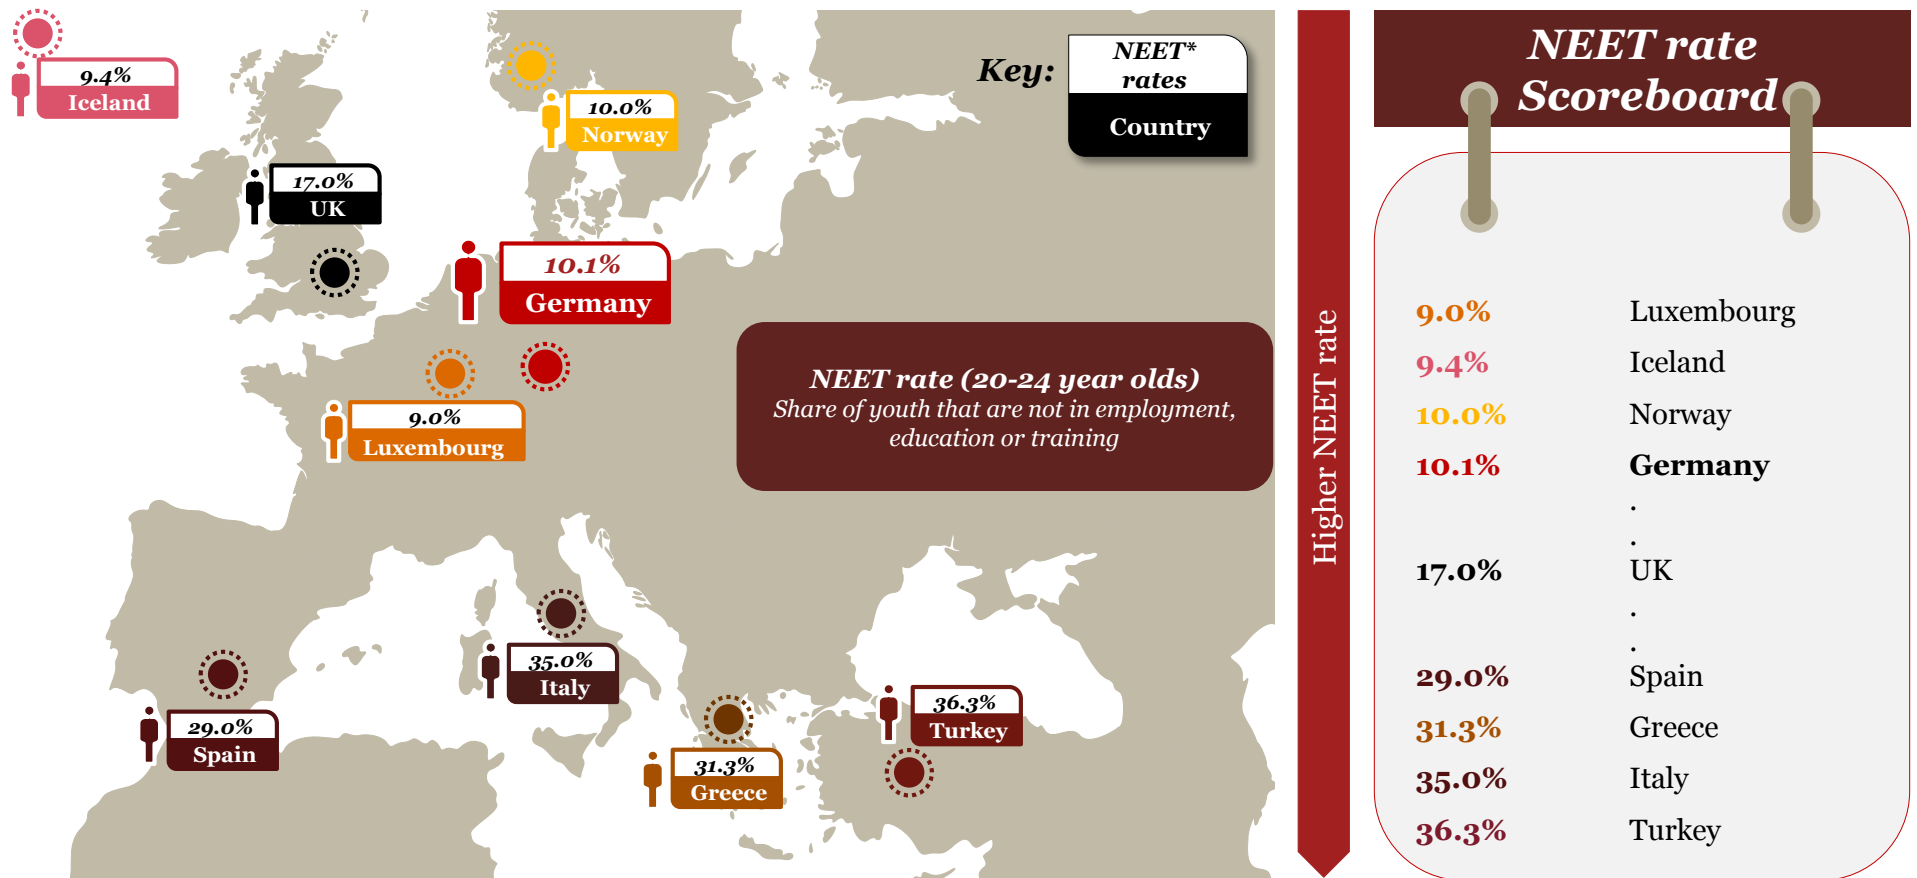 9.4%
Iceland
10.0%
Norway
Key:
NEET*
rates
Country
17.0%
UK
10.1%
Germany
NEET rate (20-24 year olds)
Share of youth that are not in employment,
education or training
9.0%
Luxembourg
35.0%
Italy
29.0%
Spain
36.3%
Turkey
31.3%
Greece
Higher NEET rate
NEET rate
Scoreboard
9.0% Luxembourg
9.4% Iceland
10.0% Norway
10.1% Germany
.
.
17.0% UK
.
.
29.0% Spain
31.3% Greece
35.0% Italy
36.3% Turkey